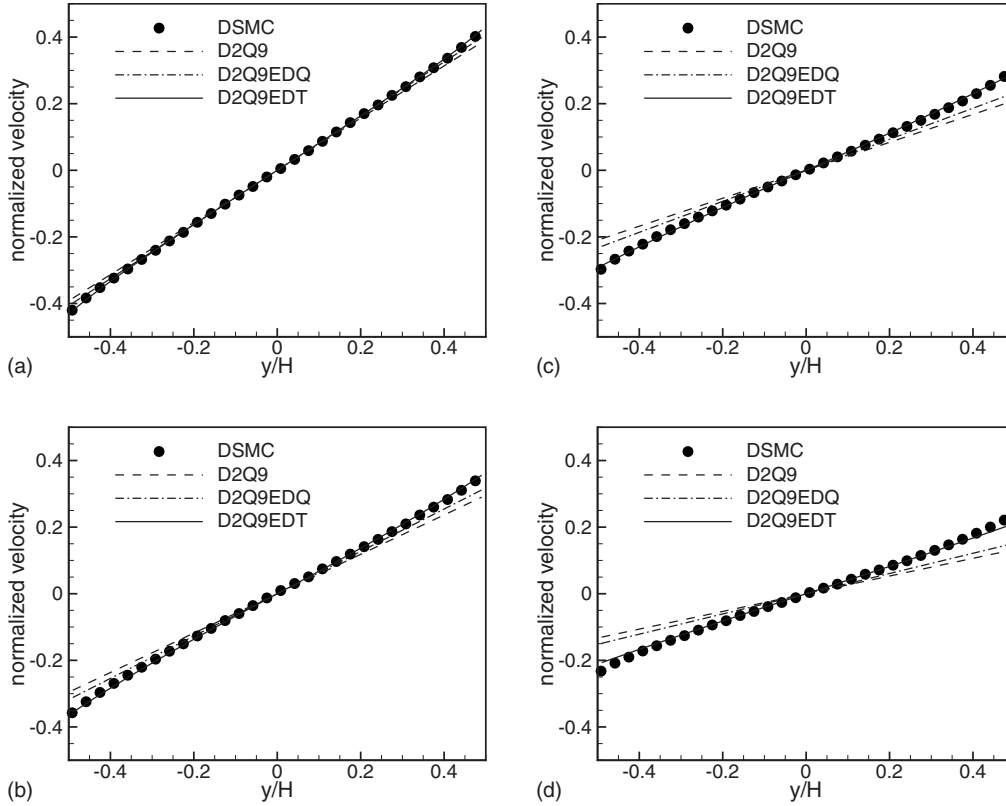 0.4
0.2
0
-0.2
-0.4
normalized velocity
DSMC
D2Q9
D2Q9EDQ
D2Q9EDT
-0.4 -0.2 0 0.2 0.4
y/H
(a)
0.4
0.2
0
-0.2
-0.4
normalized velocity
DSMC
D2Q9
D2Q9EDQ
D2Q9EDT
-0.4 -0.2 0 0.2 0.4
y/H
(c)
0.4
0.2
0
-0.2
-0.4
normalized velocity
DSMC
D2Q9
D2Q9EDQ
D2Q9EDT
-0.4 -0.2 0 0.2 0.4
y/H
(b)
0.4
0.2
0
-0.2
-0.4
normalized velocity
DSMC
D2Q9
D2Q9EDQ
D2Q9EDT
-0.4 -0.2 0 0.2 0.4
y/H
(d)